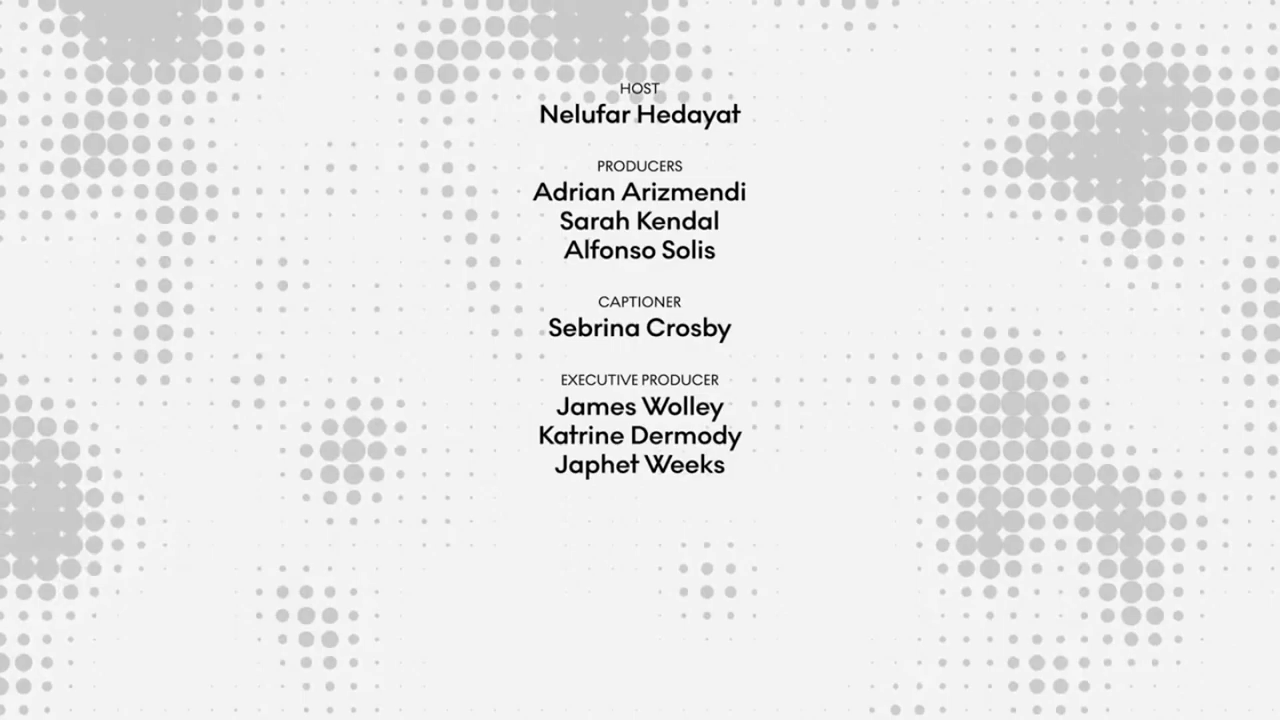 HOST
Nelufar Hedayat
PRODUCERS
Adrian Arizmendi
Sarah Kendal
Alfonso Solis
CAPTIONER
Sebrina Crosby
EXECUTIVE PRODUCER
James Wolley
Katrine Dermody
Japhet Weeks